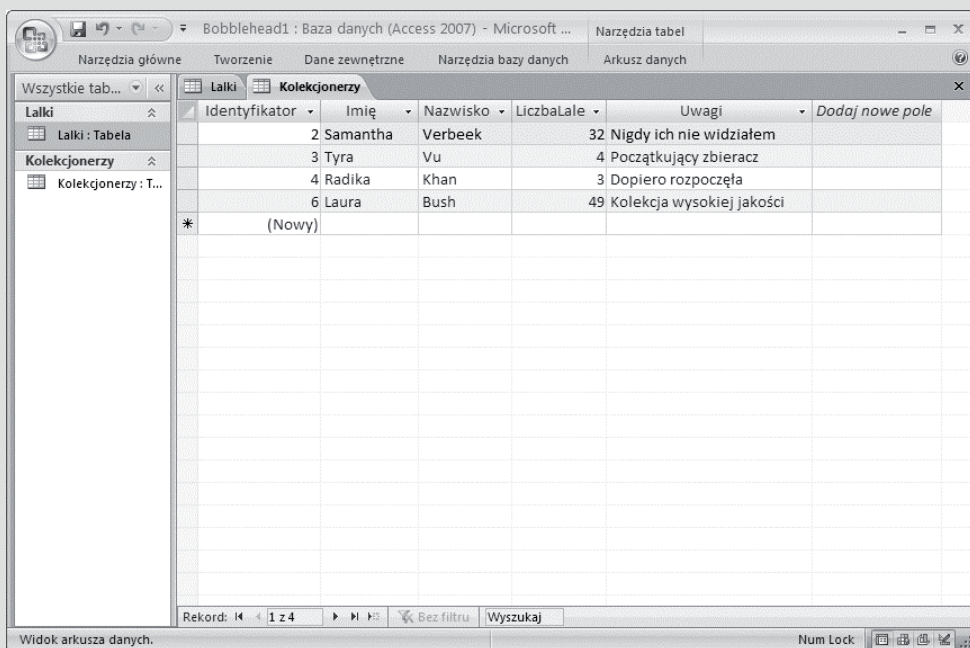 Bobblehead1 : Baza danych (Access 2007) - Microsoft ... Narzędzia tabel
Narzędzia główne Tworzenie Dane zewnętrzne Narzędzia bazy danych Arkusz danych
Wszystkie tab... « Lalki Kolekcjonerzy
Lalki
Lalki : Tabela
Kolekcjonerzy
Kolekcjonerzy : T...
Identyfikator Imię Nazwisko LiczbaLale Uwagi Dodaj nowe pole
2 Samantha Verbeek 32 Nigdy ich nie widziałem
3 Tyra Vu 4 Początkujący zbieracz
4 Radika Khan 3 Dopiero rozpoczęła
6 Laura Bush 49 Kolekcja wysokiej jakości
* (Nowy)
Rekord: 1 z 4 Bez filtru Wyszukaj
Widok arkusza danych. Num Lock